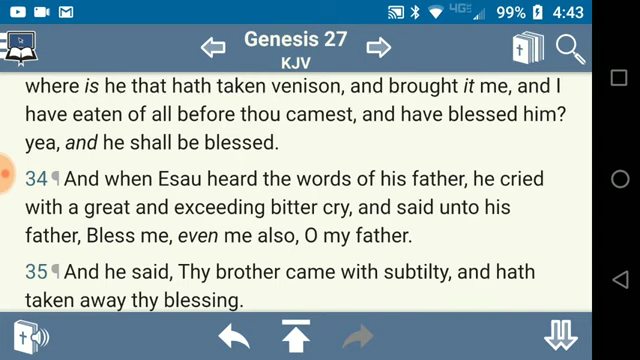 4G
99% 4:43
Genesis 27
KJV
where is he that hath taken venison, and brought it me, and I
have eaten of all before thou camest, and have blessed him?
yea, and he shall be blessed.
34 ¶ And when Esau heard the words of his father, he cried
with a great and exceeding bitter cry, and said unto his
father, Bless me, even me also, O my father.
35 ¶ And he said, Thy brother came with subtilty, and hath
taken away thy blessing.